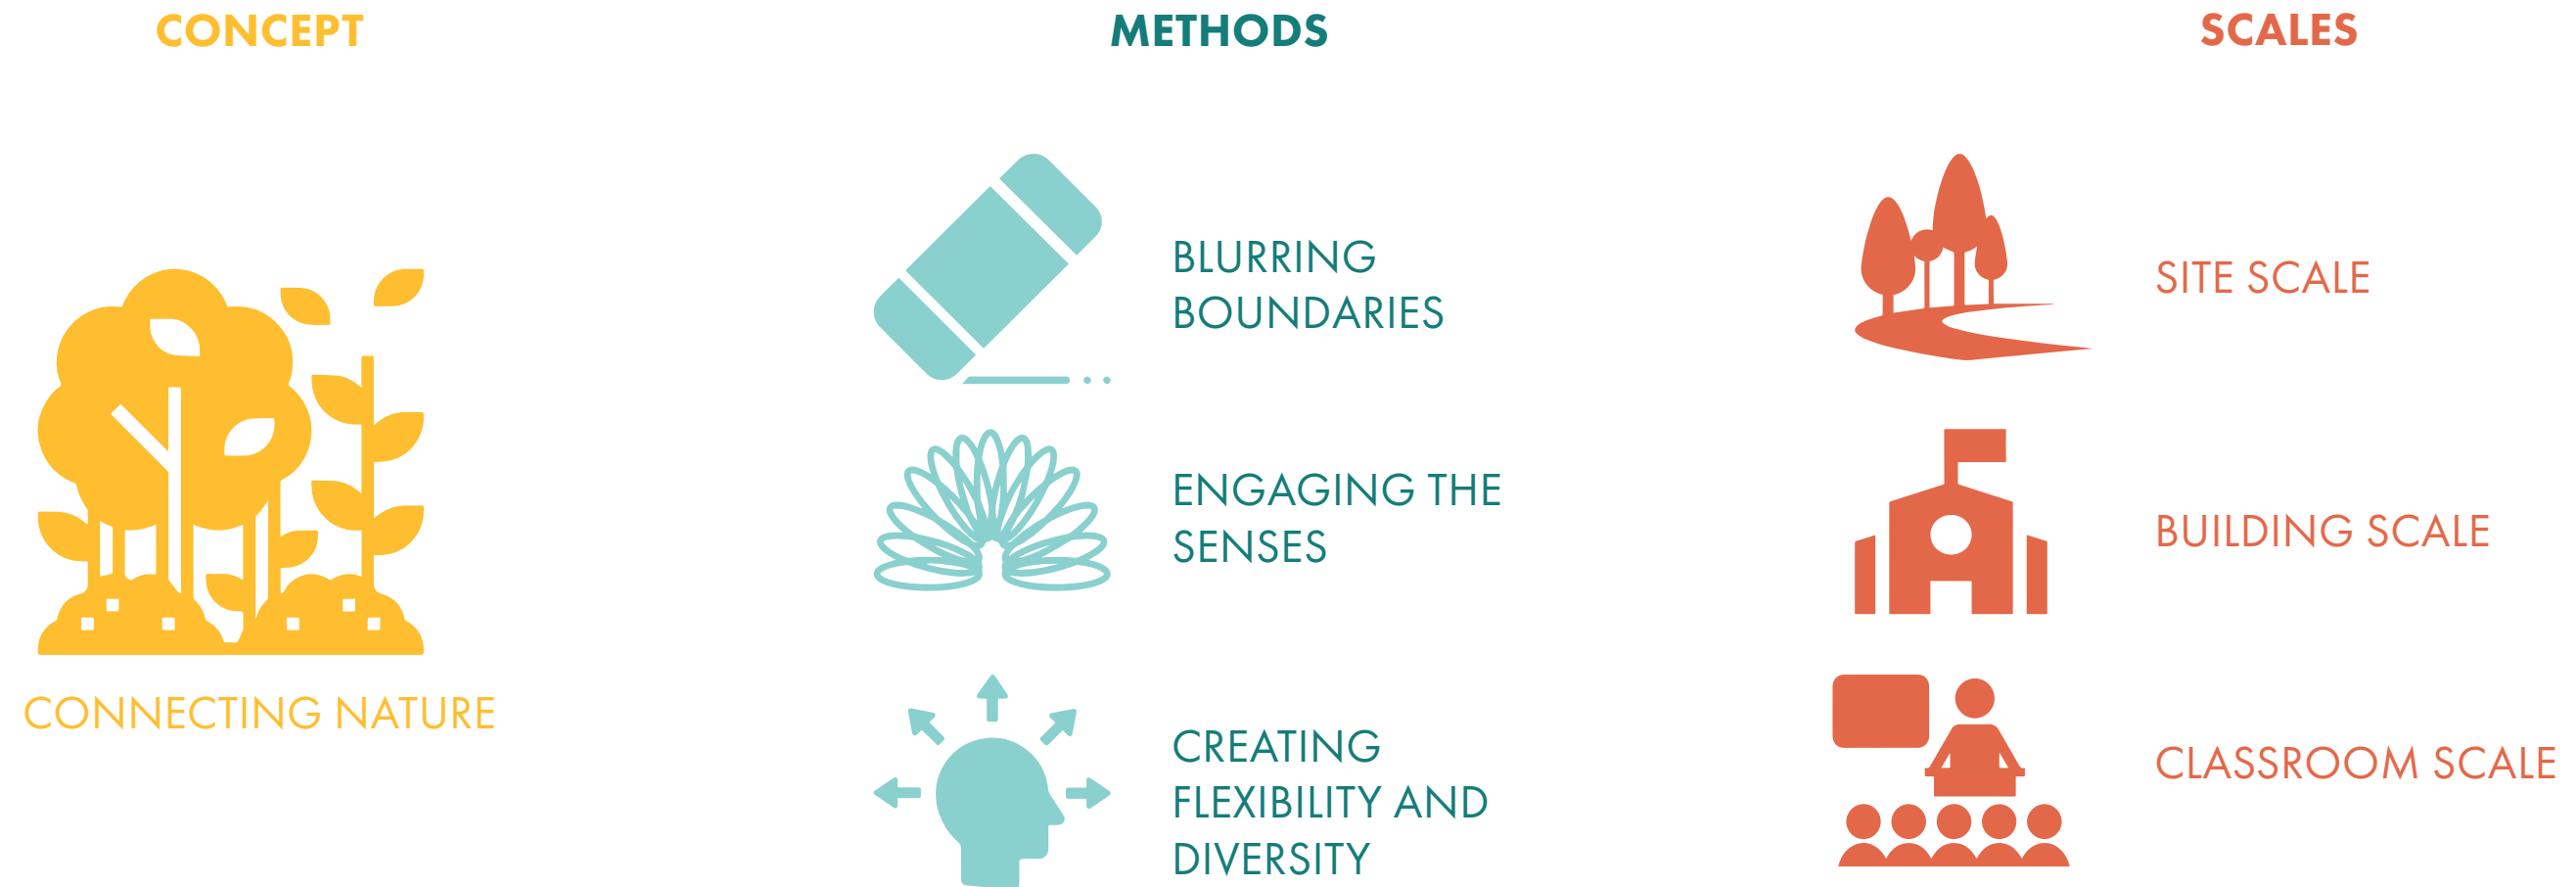 CONCEPT
METHODS
SCALES
CONNECTING NATURE
BLURRING
BOUNDARIES
ENGAGING THE
SENSES
CREATING
FLEXIBILITY AND
DIVERSITY
SITE SCALE
BUILDING SCALE
CLASSROOM SCALE